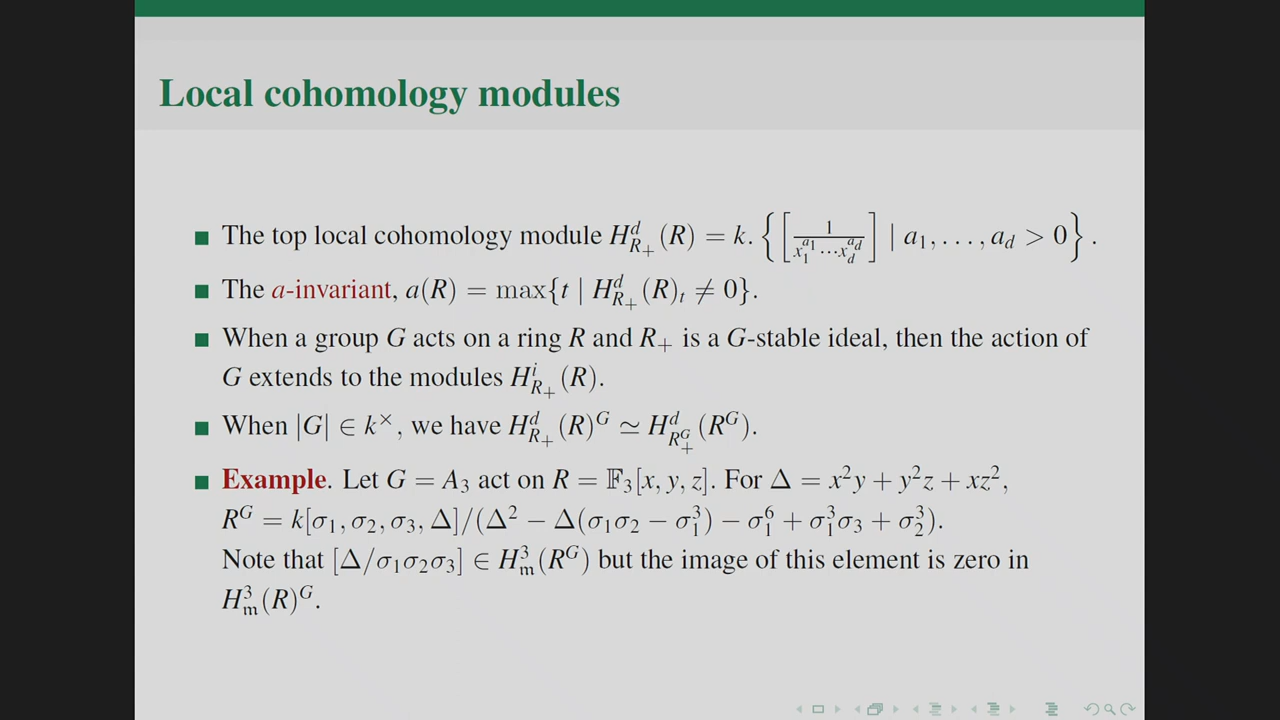 Local cohomology modules
The top local cohomology module $H^d_{R_+}(R) = k.\left\{\left[\frac{1}{x_1^{a_1} \cdots x_d^{a_d}}\right] \mid a_1, \ldots, a_d > 0\right\}$.
The a-invariant, $a(R) = \max\{t \mid H^d_{R_+}(R)_t \neq 0\}$.
When a group $G$ acts on a ring $R$ and $R_+$ is a $G$-stable ideal, then the action of
$G$ extends to the modules $H^i_{R_+}(R)$.
When $|G| \in k^\times$, we have $H^d_{R_+}(R)^G \simeq H^d_{R^G_+}(R^G)$.
Example. Let $G = A_3$ act on $R = \mathbb{F}_3[x, y, z]$. For $\Delta = x^2y + y^2z + xz^2$,
$R^G = k[\sigma_1, \sigma_2, \sigma_3, \Delta]/(\Delta^2 - \Delta(\sigma_1\sigma_2 - \sigma_1^3) - \sigma_1^6 + \sigma_1^3\sigma_3 + \sigma_2^3)$.
Note that $[\Delta/\sigma_1\sigma_2\sigma_3] \in H^3_{\mathfrak{m}}(R^G)$ but the image of this element is zero in
$H^3_{\mathfrak{m}}(R)^G$.